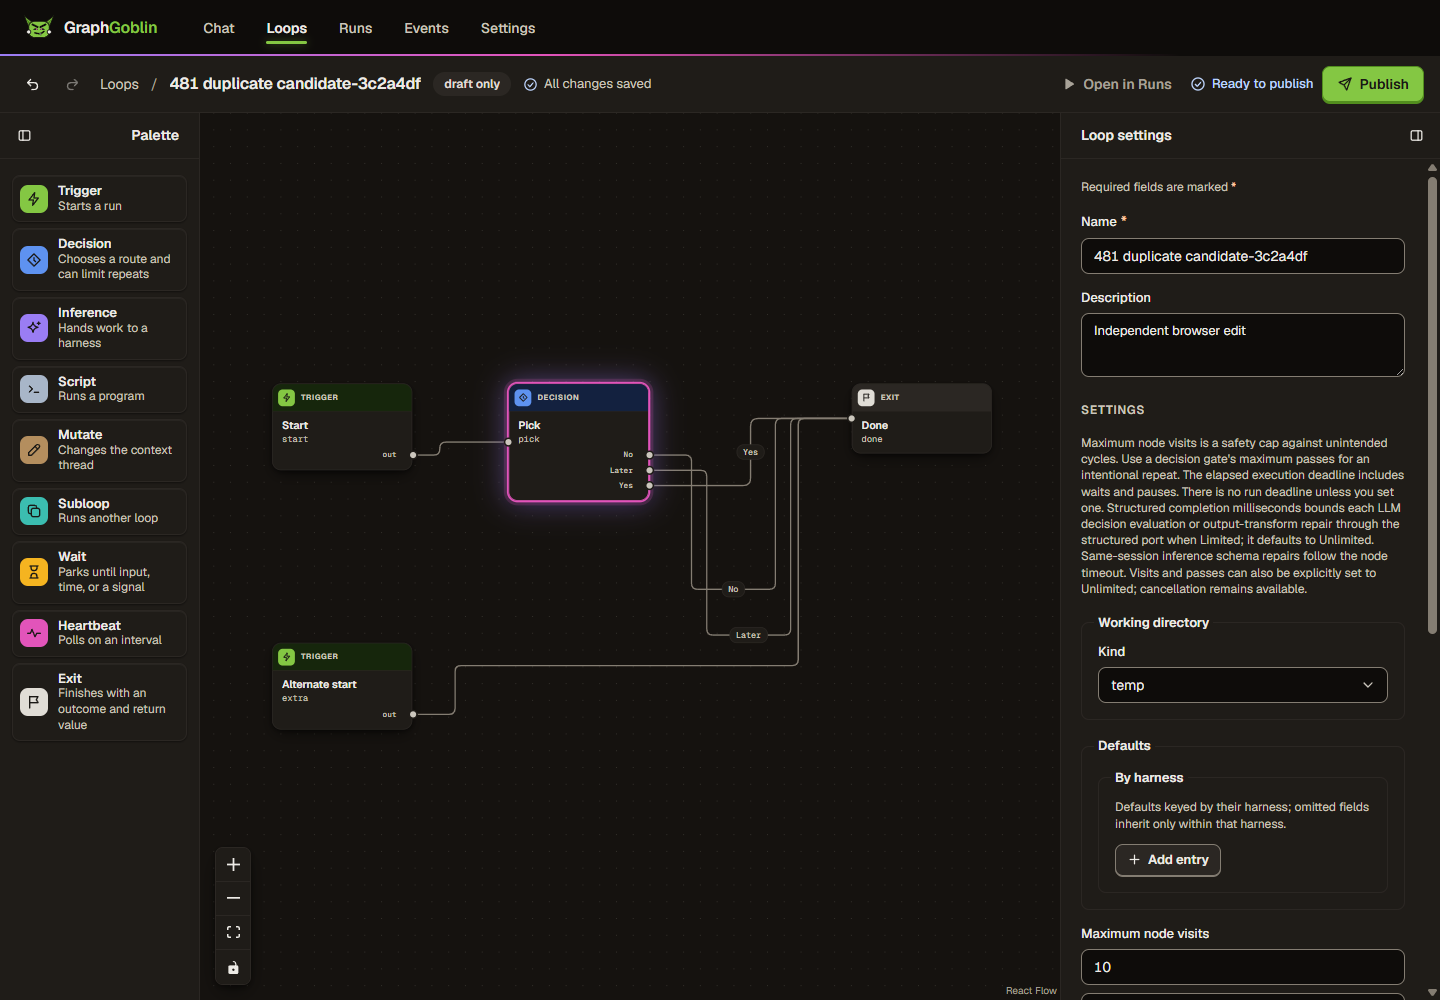 GraphGoblin
Chat
Loops
Runs
Events
Settings
Loops / 481 duplicate candidate-3c2a4df
draft only
All changes saved
Open in Runs
Ready to publish
Publish
Palette
Trigger
Starts a run
Decision
Chooses a route and
can limit repeats
Inference
Hands work to a
harness
Script
Runs a program
Mutate
Changes the context
thread
Subloop
Runs another loop
Wait
Parks until input,
time, or a signal
Heartbeat
Polls on an interval
Exit
Finishes with an
outcome and return
value
TRIGGER
Start
start
out
DECISION
Pick
pick
No
Later
Yes
Yes
No
Later
EXIT
Done
done
TRIGGER
Alternate start
extra
out
React Flow
Loop settings
Required fields are marked *
Name *
481 duplicate candidate-3c2a4df
Description
Independent browser edit
SETTINGS
Maximum node visits is a safety cap against unintended
cycles. Use a decision gate's maximum passes for an
intentional repeat. The elapsed execution deadline includes
waits and pauses. There is no run deadline unless you set
one. Structured completion milliseconds bounds each LLM
decision evaluation or output-transform repair through the
structured port when Limited; it defaults to Unlimited.
Same-session inference schema repairs follow the node
timeout. Visits and passes can also be explicitly set to
Unlimited; cancellation remains available.
Working directory
Kind
temp
Defaults
By harness
Defaults keyed by their harness; omitted fields
inherit only within that harness.
Add entry
Maximum node visits
10